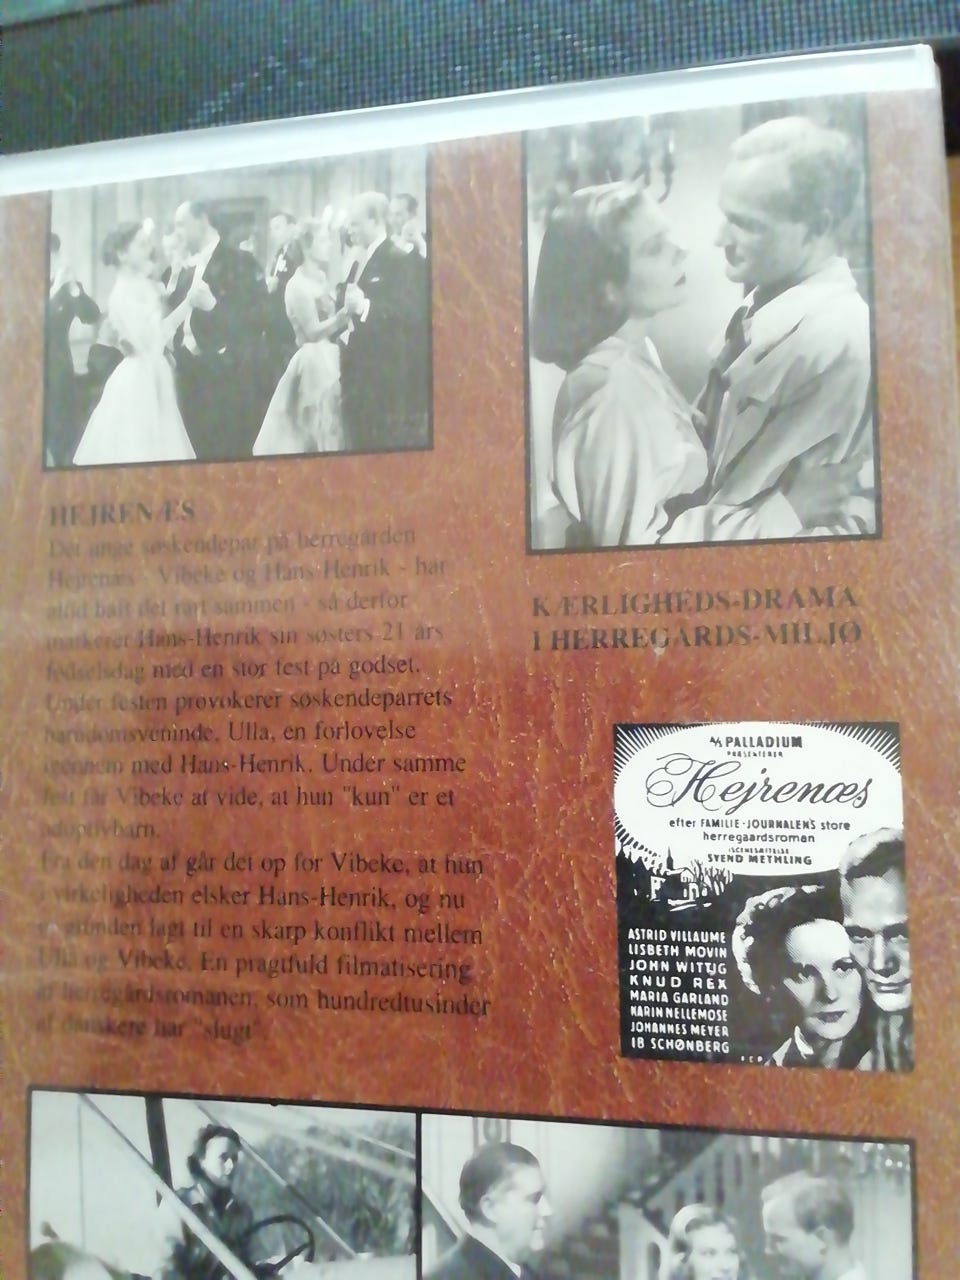 HEJRENÆS
Det unge søskendepar på herregården
Hejrenæs - Vibeke og Hans-Henrik - har
altid haft det rart sammen - så derfor
markerer Hans-Henrik sin søsters 21 års
fødselsdag med en stor fest på godset.
Under festen provokerer søskendeparrets
barndomsveninde, Ulla, en forlovelse
igennem med Hans-Henrik. Under samme
fest får Vibeke at vide, at hun "kun" er et
adoptivbarn.
Fra den dag af går det op for Vibeke, at hun
i virkeligheden elsker Hans-Henrik, og nu
er grunden lagt til en skarp konflikt mellem
Ulla og Vibeke. En pragtfuld filmatisering
af herregårdsromanen, som hundredtusinder
af danskere har "slugt".
KÆRLIGHEDS-DRAMA
I HERREGÅRDS-MILJØ
A/S PALLADIUM
PRÆSENTERER
Hejrenæs
efter FAMILIE-JOURNALENS store
herregaardsroman
ISCENESÆTTELSE
SVEND METHLING
ASTRID VILLAUME
LISBETH MOVIN
JOHN WITTIG
KNUD REX
MARIA GARLAND
KARIN NELLEMOSE
JOHANNES MEYER
IB SCHØNBERG